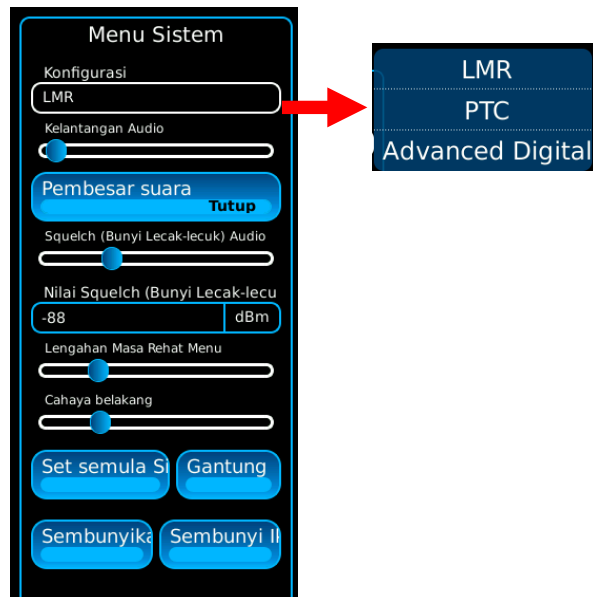 Menu Sistem
Konfigurasi
LMR
Kelantangan Audio
Pembesar suara
Tutup
Squelch (Bunyi Lecak-lecuk) Audio
Nilai Squelch (Bunyi Lecak-lecu
-88 dBm
Lengahan Masa Rehat Menu
Cahaya belakang
Set semula Si Gantung
Sembunyika Sembunyi Ik
LMR
PTC
Advanced Digital